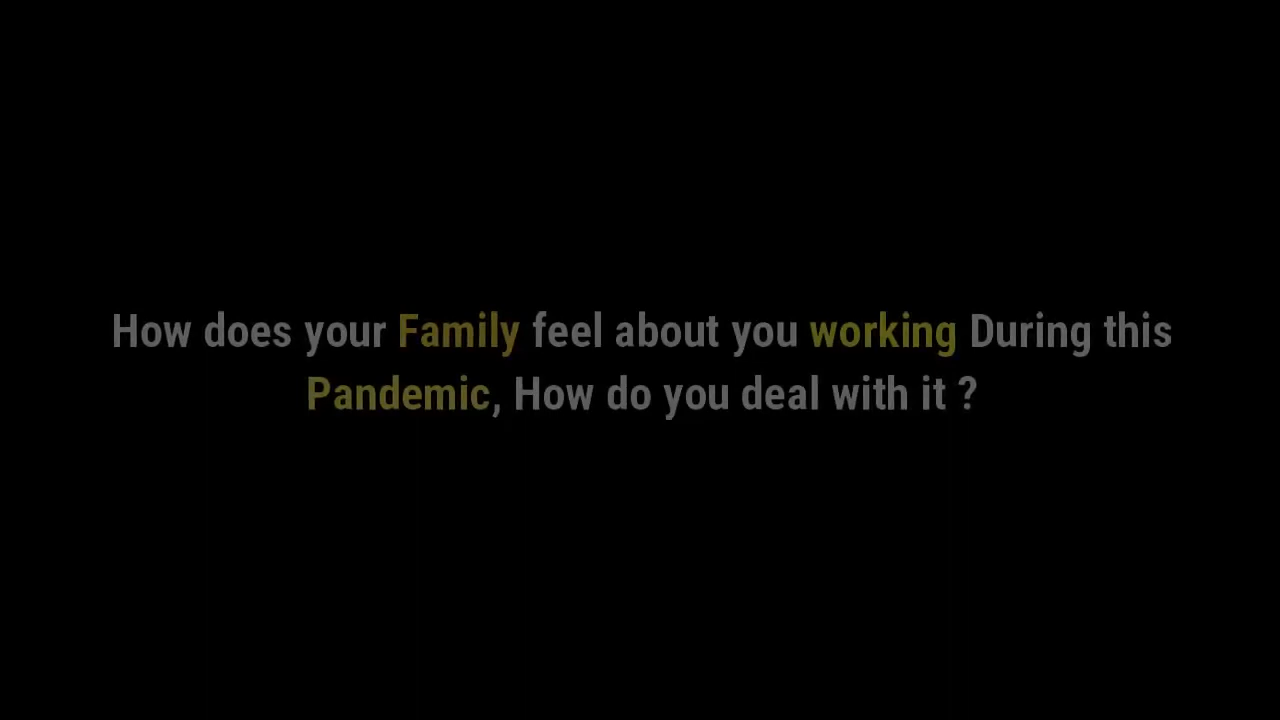 How does your Family feel about you working During this
Pandemic, How do you deal with it ?